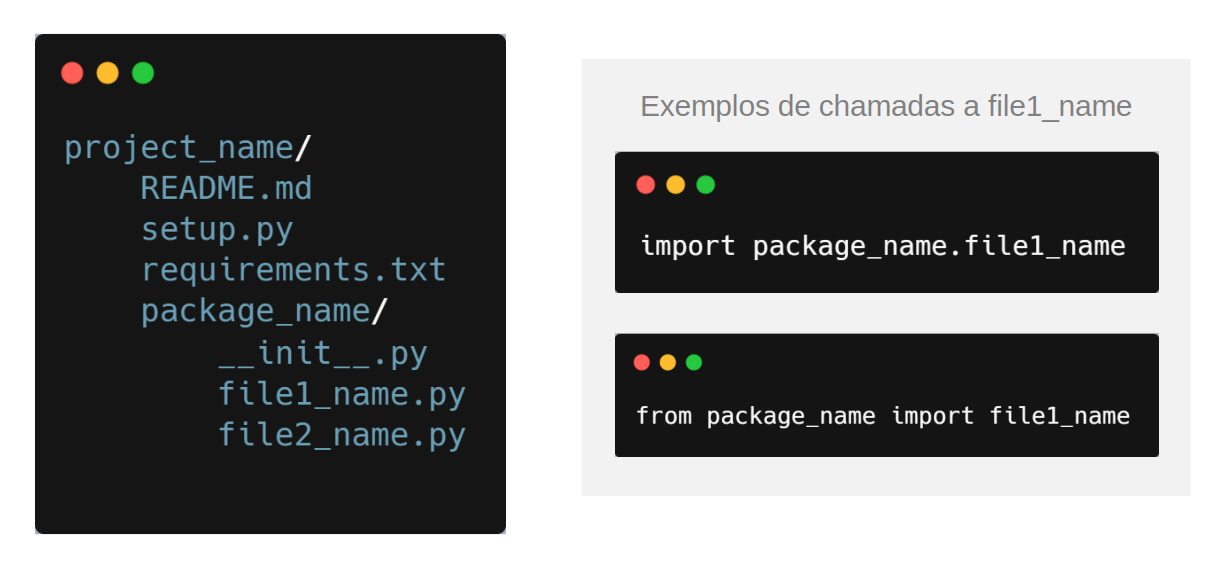 project_name/
README.md
setup.py
requirements.txt
package_name/
__init__.py
file1_name.py
file2_name.py
Exemplos de chamadas a file1_name
import package_name.file1_name
from package_name import file1_name